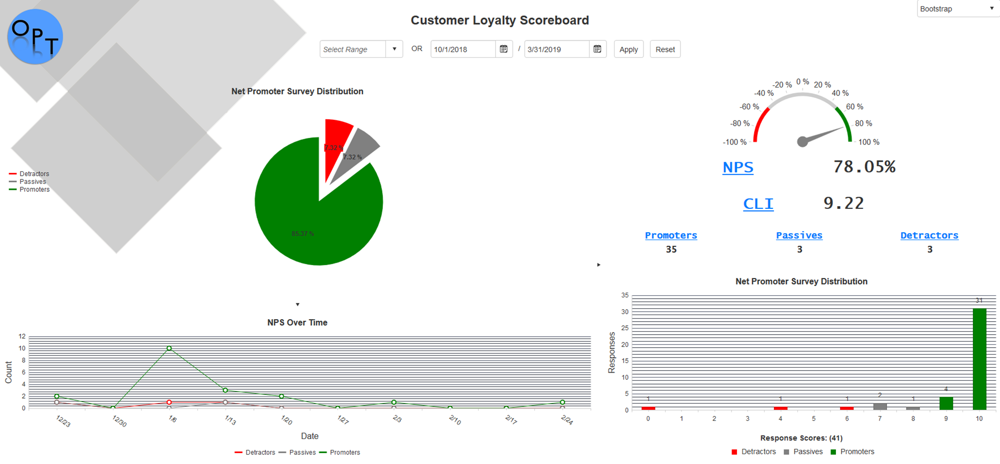 OPT
Customer Loyalty Scoreboard
Bootstrap
Select Range OR 10/1/2018 / 3/31/2019 Apply Reset
Net Promoter Survey Distribution
7.32 %
7.32 %
85.37 %
Detractors
Passives
Promoters
0 %
-20 % 20 %
-40 % 40 %
-60 % 60 %
-80 % 80 %
-100 % 100 %
NPS 78.05%
CLI 9.22
Promoters Passives Detractors
35 3 3
NPS Over Time
Count
12
10
8
6
4
2
0
12/23 12/30 1/6 1/13 1/20 1/27 2/3 2/10 2/17 2/24
Date
Detractors Passives Promoters
Net Promoter Survey Distribution
Responses
35
30
25
20
15
10
5
0
1 1 1 2 1 4 31
0 1 2 3 4 5 6 7 8 9 10
Response Scores: (41)
Detractors Passives Promoters